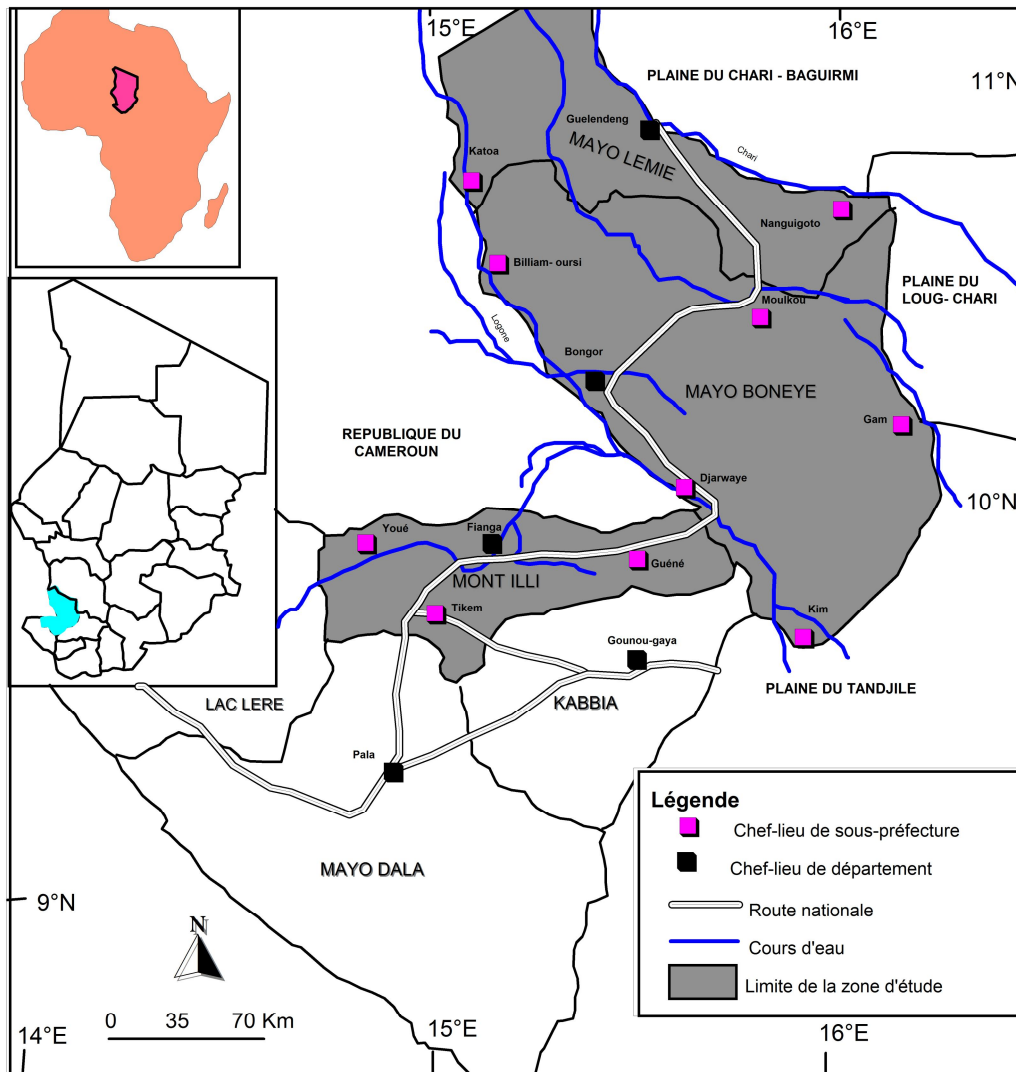 15°E
16°E
PLAINE DU CHARI - BAGUIRMI
11°N
Guelendeng
MAYO LEMIE
Chari
Katoa
Nanguigoto
Billiam- oursi
PLAINE DU
LOUG- CHARI
Moulkou
Logone
Bongor
MAYO BONEYE
Gam
REPUBLIQUE DU
CAMEROUN
Djarwaye
10°N
Youé
Fianga
Guéné
MONT ILLI
Tikem
Kim
Gounou-gaya
PLAINE DU TANDJILE
LAC LERE
KABBIA
Pala
MAYO DALA
Légende
Chef-lieu de sous-préfecture
Chef-lieu de département
Route nationale
Cours d'eau
Limite de la zone d'étude
9°N
N
0 35 70 Km
14°E
15°E
16°E